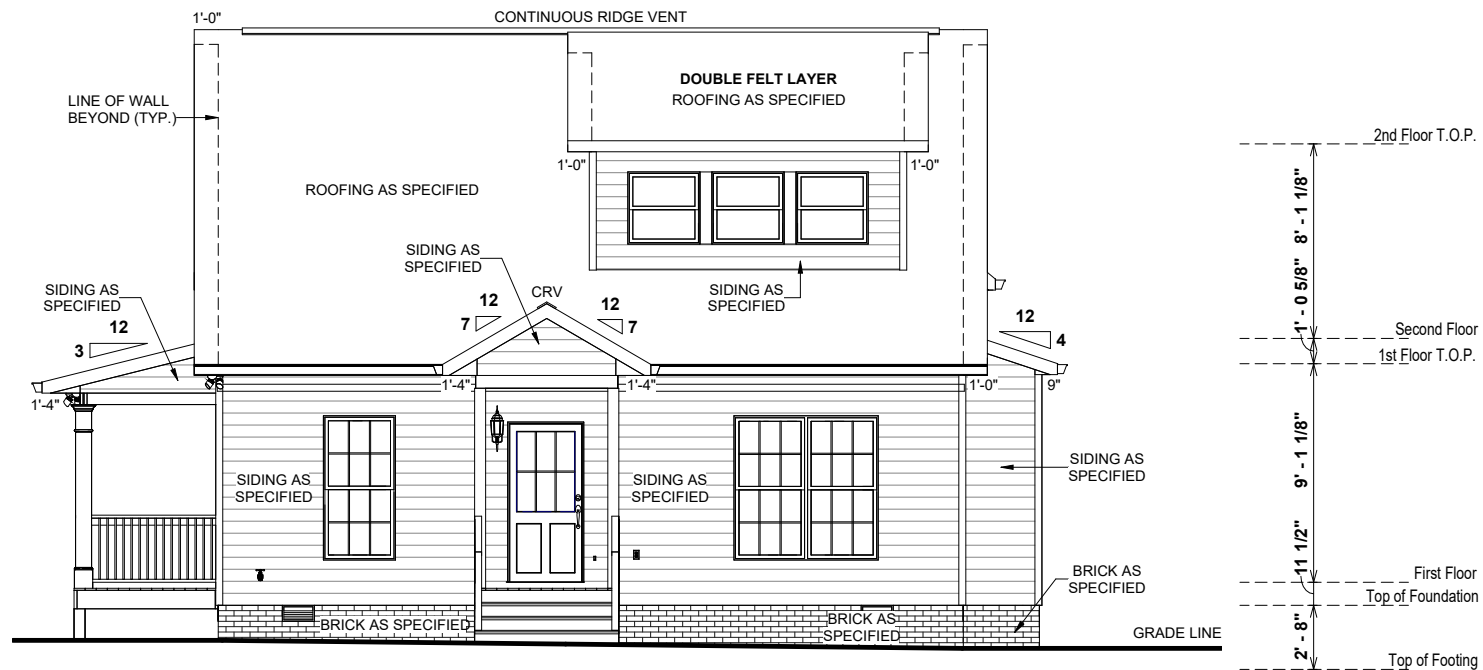 1'-0"
CONTINUOUS RIDGE VENT
DOUBLE FELT LAYER
ROOFING AS SPECIFIED
LINE OF WALL
BEYOND (TYP.)
2nd Floor T.O.P.
1'-0"
1'-0"
ROOFING AS SPECIFIED
8' - 1 1/8"
SIDING AS
SPECIFIED
SIDING AS
SPECIFIED
SIDING AS
SPECIFIED
CRV
12
3
12
7
12
7
12
4
1' - 0 5/8"
Second Floor
1st Floor T.O.P.
1'-4"
1'-4"
1'-4"
1'-0"
9"
9' - 1 1/8"
SIDING AS
SPECIFIED
SIDING AS
SPECIFIED
SIDING AS
SPECIFIED
11 1/2"
First Floor
Top of Foundation
BRICK AS
SPECIFIED
BRICK AS SPECIFIED
BRICK AS
SPECIFIED
GRADE LINE
2' - 8"
Top of Footing